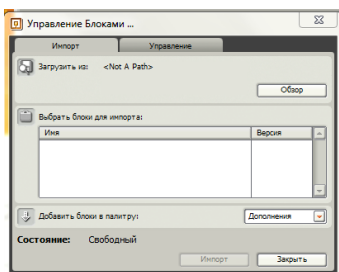 Управление Блоками ...
Импорт Управление
Загрузить из: <Not A Path>
Обзор
Выбрать блоки для импорта:
Имя Версия
Добавить блоки в палитру: Дополнения
Состояние: Свободный
Импорт Закрыть